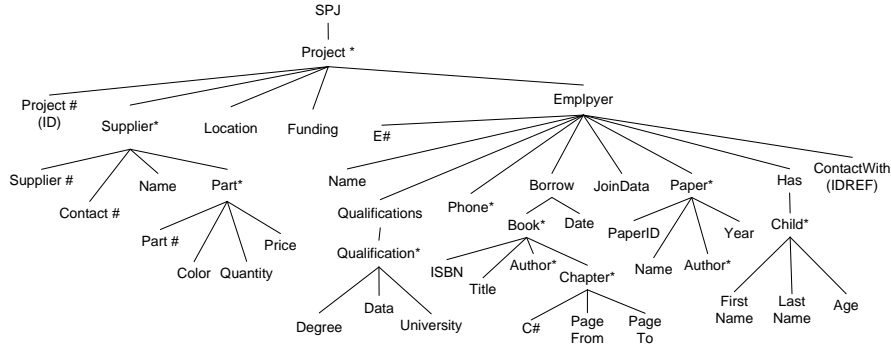 SPJ
Project *
Project #
(ID)
Supplier*
Location
Funding
Emplpyer
E#
Supplier #
Contact #
Name
Part*
Name
Qualifications
Phone*
Borrow
JoinData
Paper*
Has
ContactWith
(IDREF)
Part #
Color
Quantity
Price
Qualification*
Book*
Date
PaperID
Name
Author*
Year
Child*
ISBN
Title
Author*
Chapter*
Degree
Data
University
C#
Page
From
Page
To
First
Name
Last
Name
Age